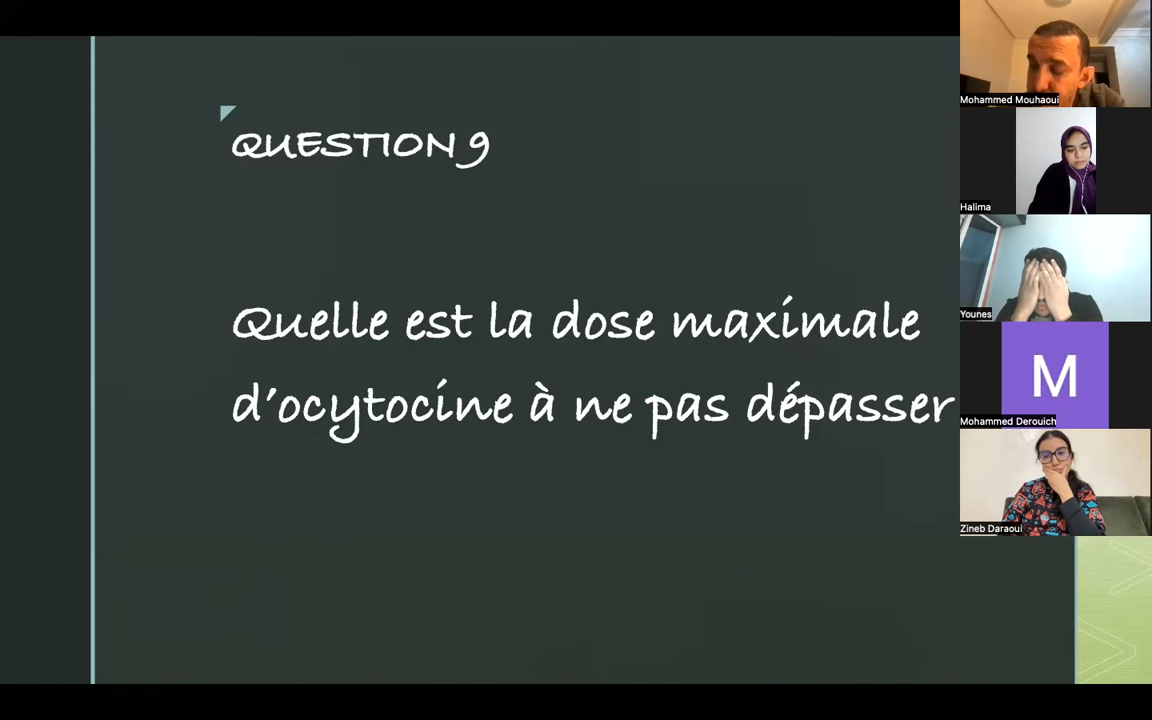 QUESTION 9
Quelle est la dose maximale
d'ocytocine à ne pas dépasser
Mohammed Mouhaoui
Halima
Younes
M
Mohammed Derouich
Zineb Daraoui